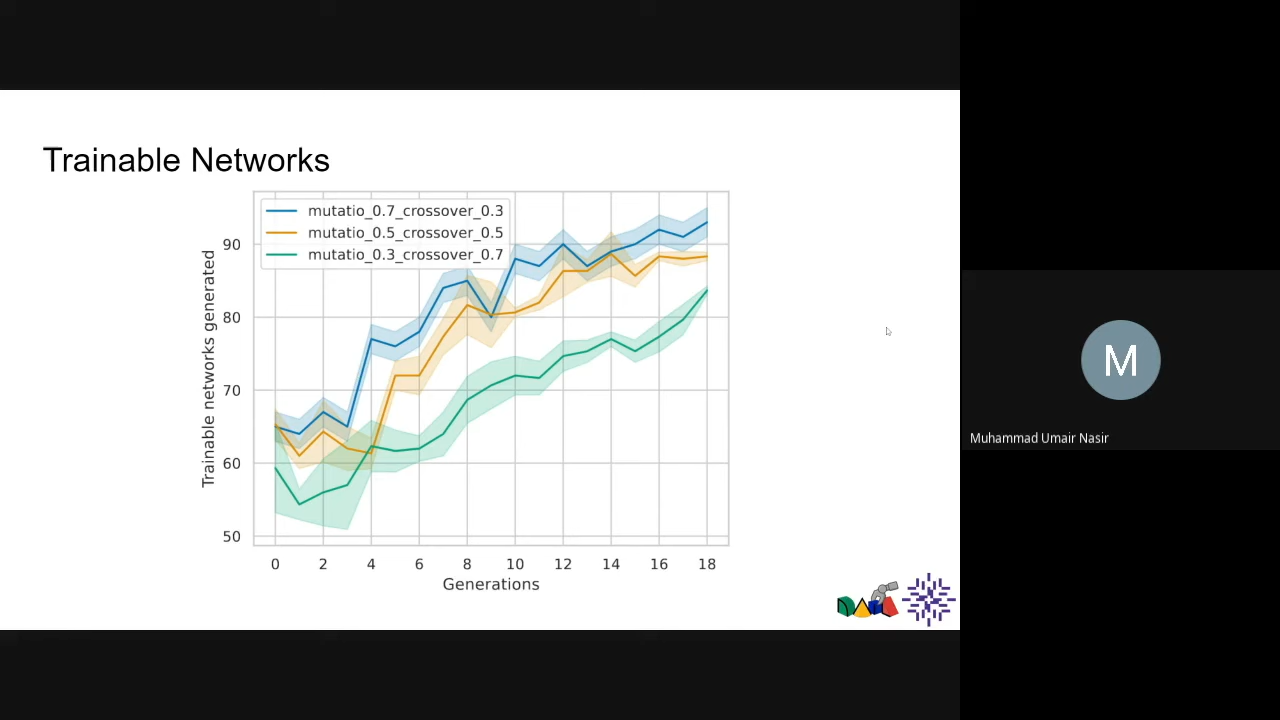 Trainable Networks
mutatio_0.7_crossover_0.3
mutatio_0.5_crossover_0.5
mutatio_0.3_crossover_0.7
Trainable networks generated
90
80
70
60
50
0 2 4 6 8 10 12 14 16 18
Generations
M
Muhammad Umair Nasir